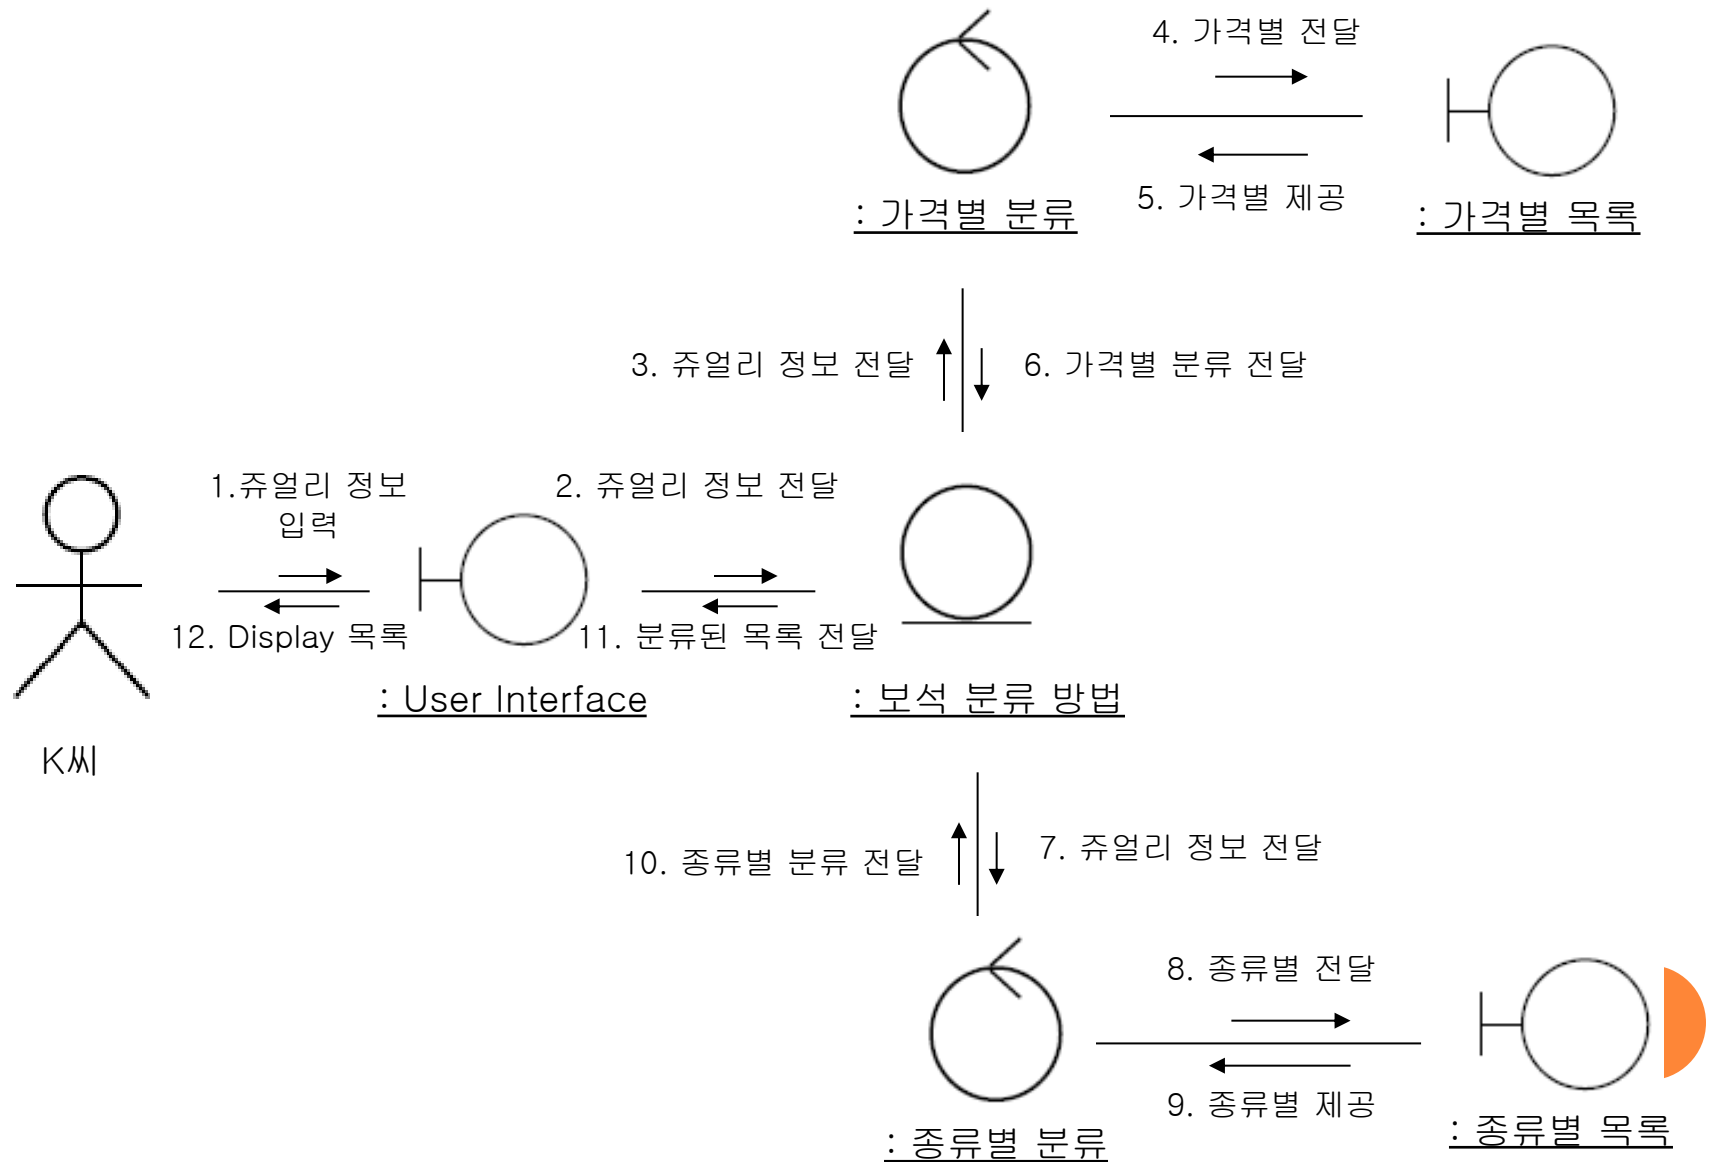 4. 가격별 전달
5. 가격별 제공
: 가격별 분류
: 가격별 목록
3. 쥬얼리 정보 전달
6. 가격별 분류 전달
1.쥬얼리 정보
입력
2. 쥬얼리 정보 전달
12. Display 목록
11. 분류된 목록 전달
: User Interface
: 보석 분류 방법
K씨
10. 종류별 분류 전달
7. 쥬얼리 정보 전달
8. 종류별 전달
9. 종류별 제공
: 종류별 분류
: 종류별 목록